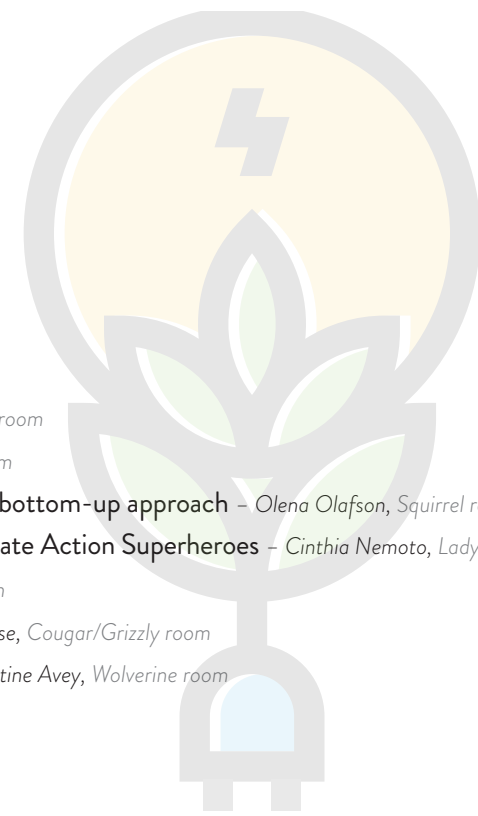 room
m
bottom-up approach – Olena Olafson, Squirrel r
ate Action Superheroes – Cinthia Nemoto, Lady
m
se, Cougar/Grizzly room
tine Avey, Wolverine room